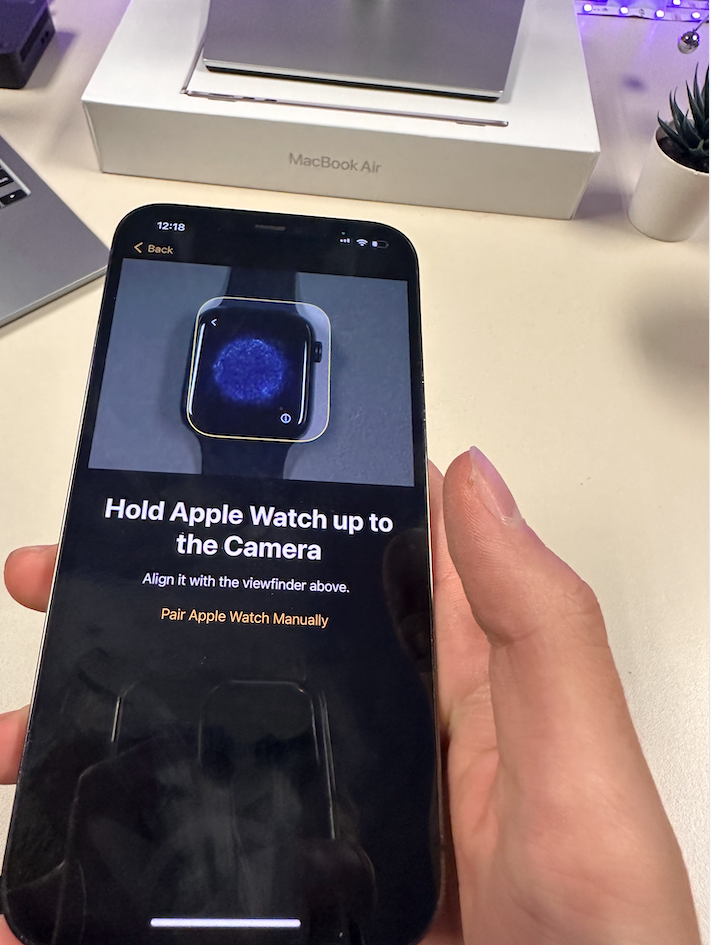 MacBook Air
12:18
Back
Hold Apple Watch up to
the Camera
Align it with the viewfinder above.
Pair Apple Watch Manually